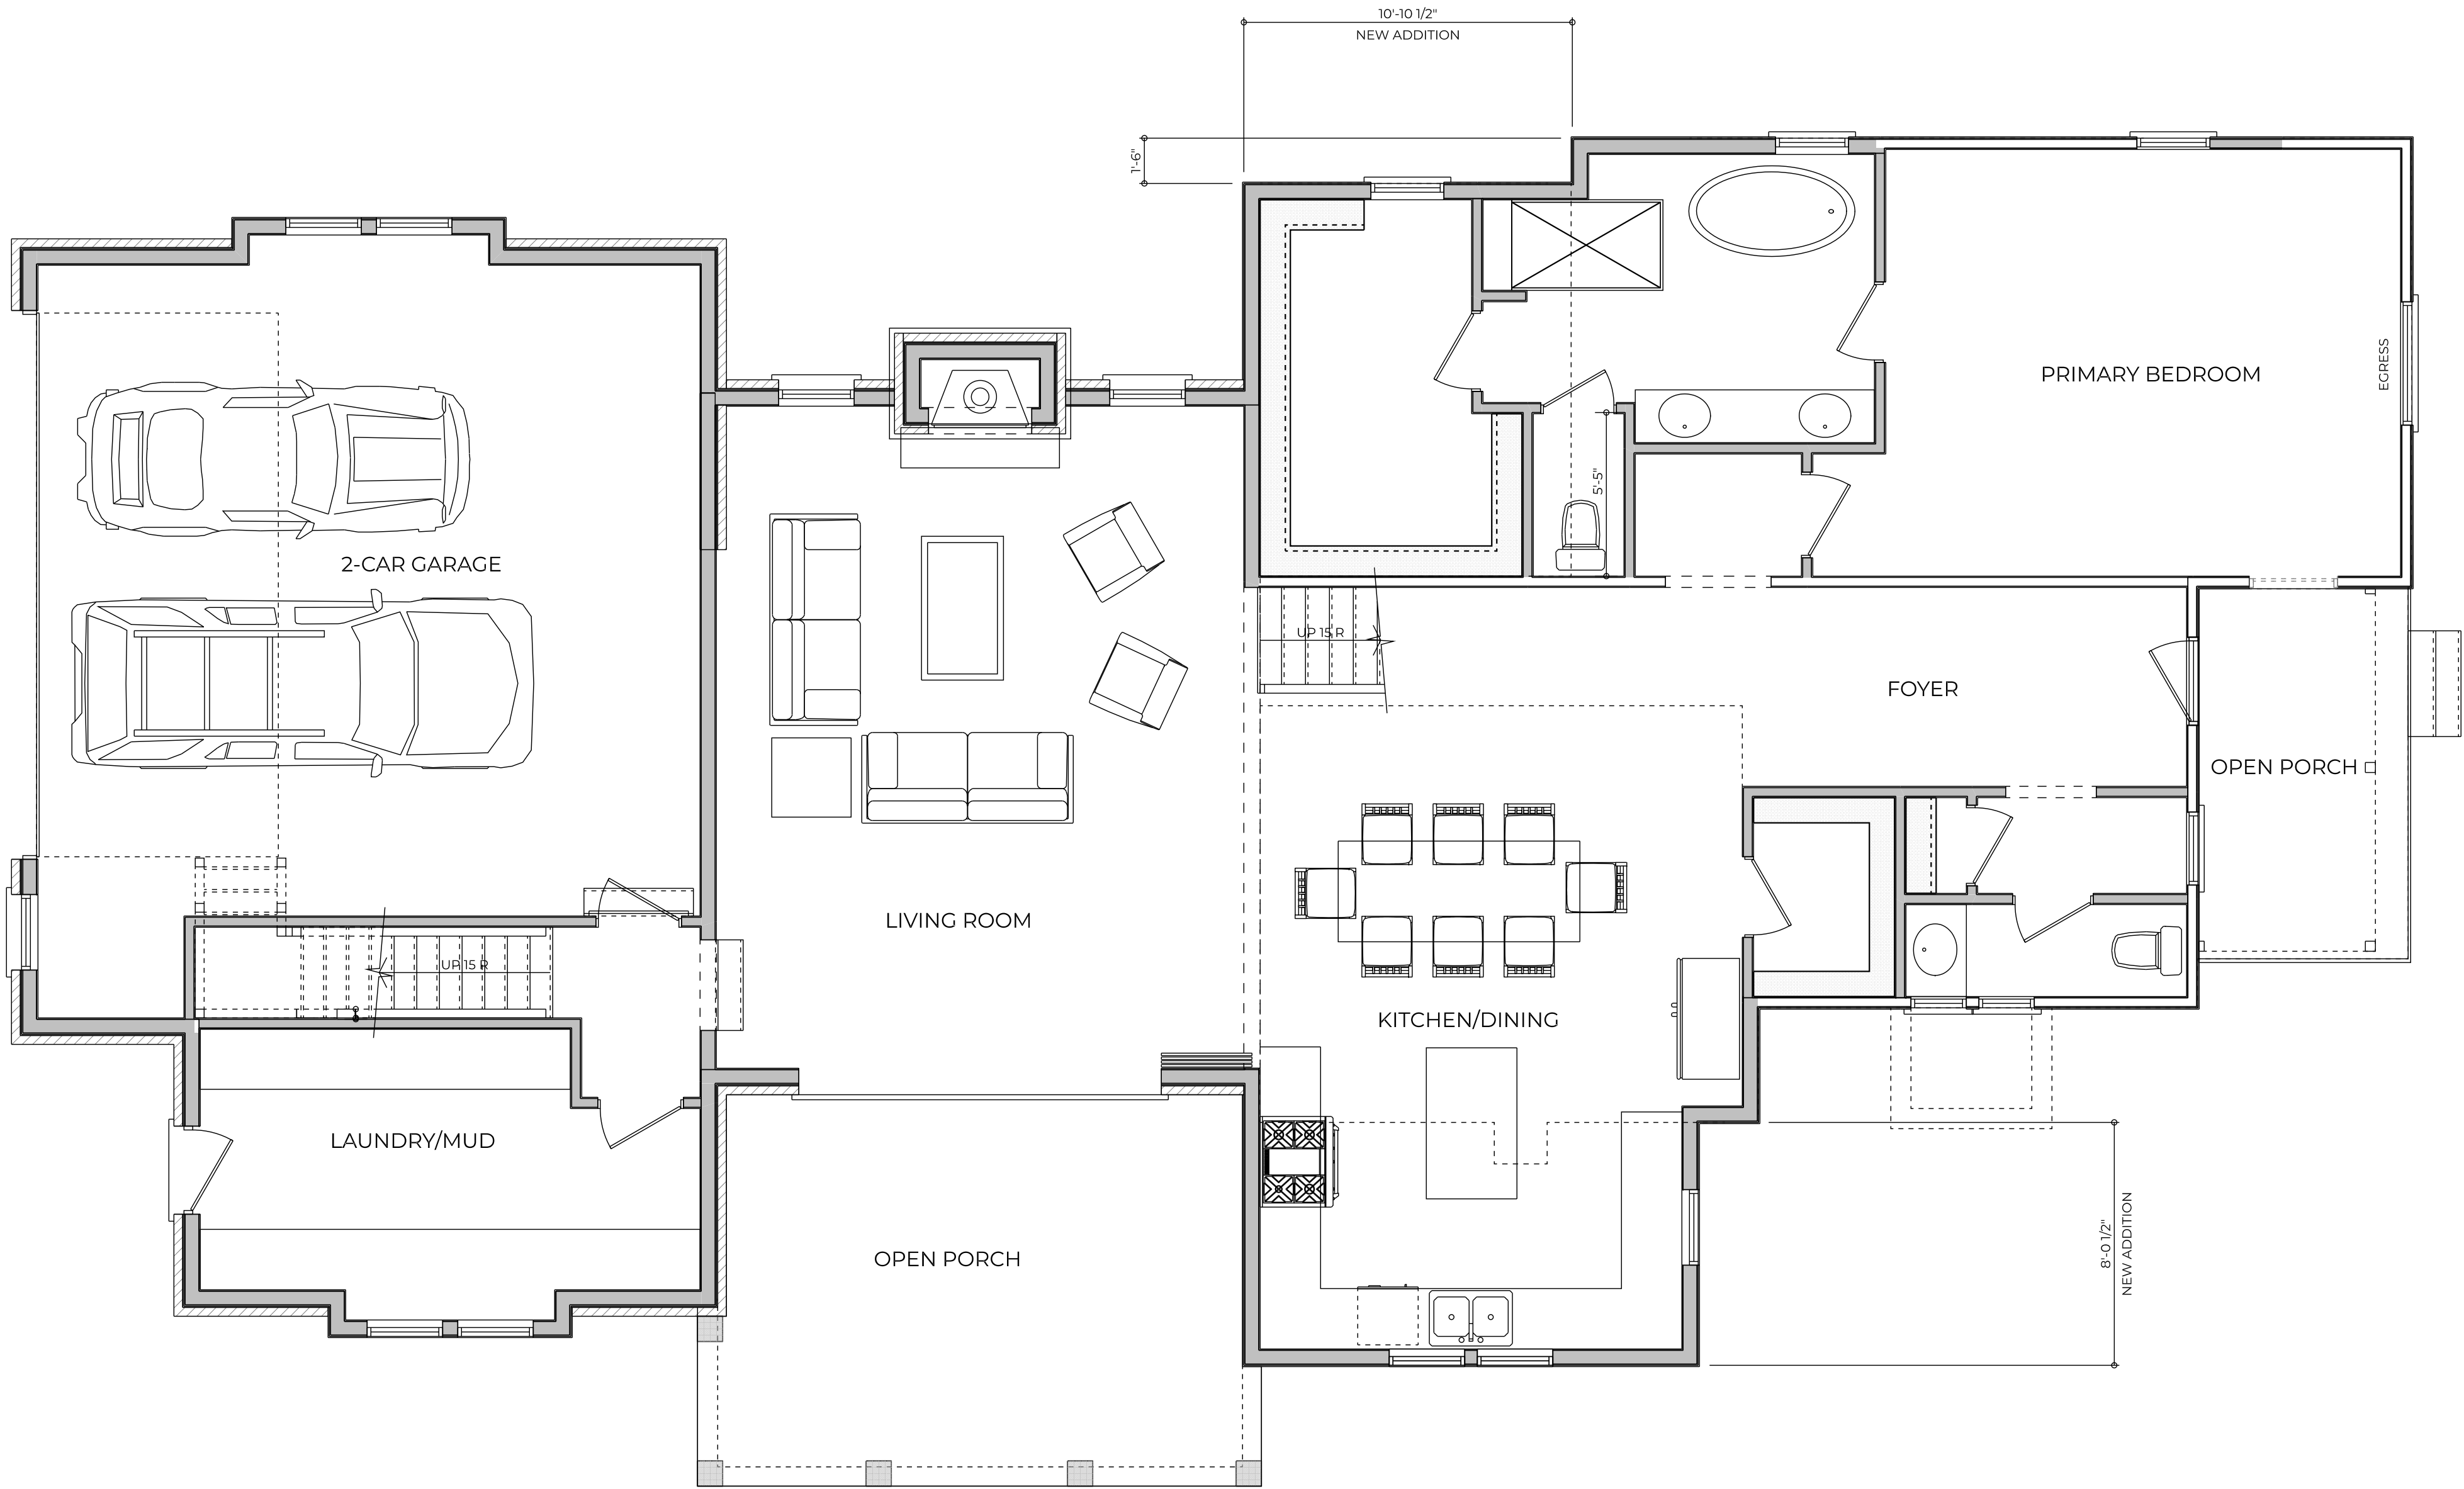 10'-10 1/2"
NEW ADDITION
1'-6"
PRIMARY BEDROOM
EGRESS
5'-5"
2-CAR GARAGE
UP 15 R
FOYER
OPEN PORCH
LIVING ROOM
UP 15 R
KITCHEN/DINING
LAUNDRY/MUD
OPEN PORCH
8'-0 1/2"
NEW ADDITION